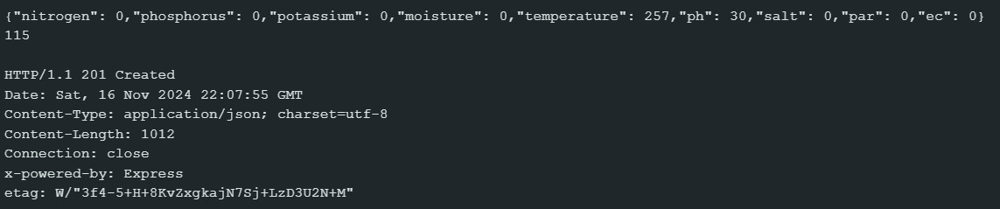 {"nitrogen": 0,"phosphorus": 0,"potassium": 0,"moisture": 0,"temperature": 257,"ph": 30,"salt": 0,"par": 0,"ec": 0}
115
HTTP/1.1 201 Created
Date: Sat, 16 Nov 2024 22:07:55 GMT
Content-Type: application/json; charset=utf-8
Content-Length: 1012
Connection: close
x-powered-by: Express
etag: W/"3f4-5+H+8KvZxgkajN7Sj+LzD3U2N+M"